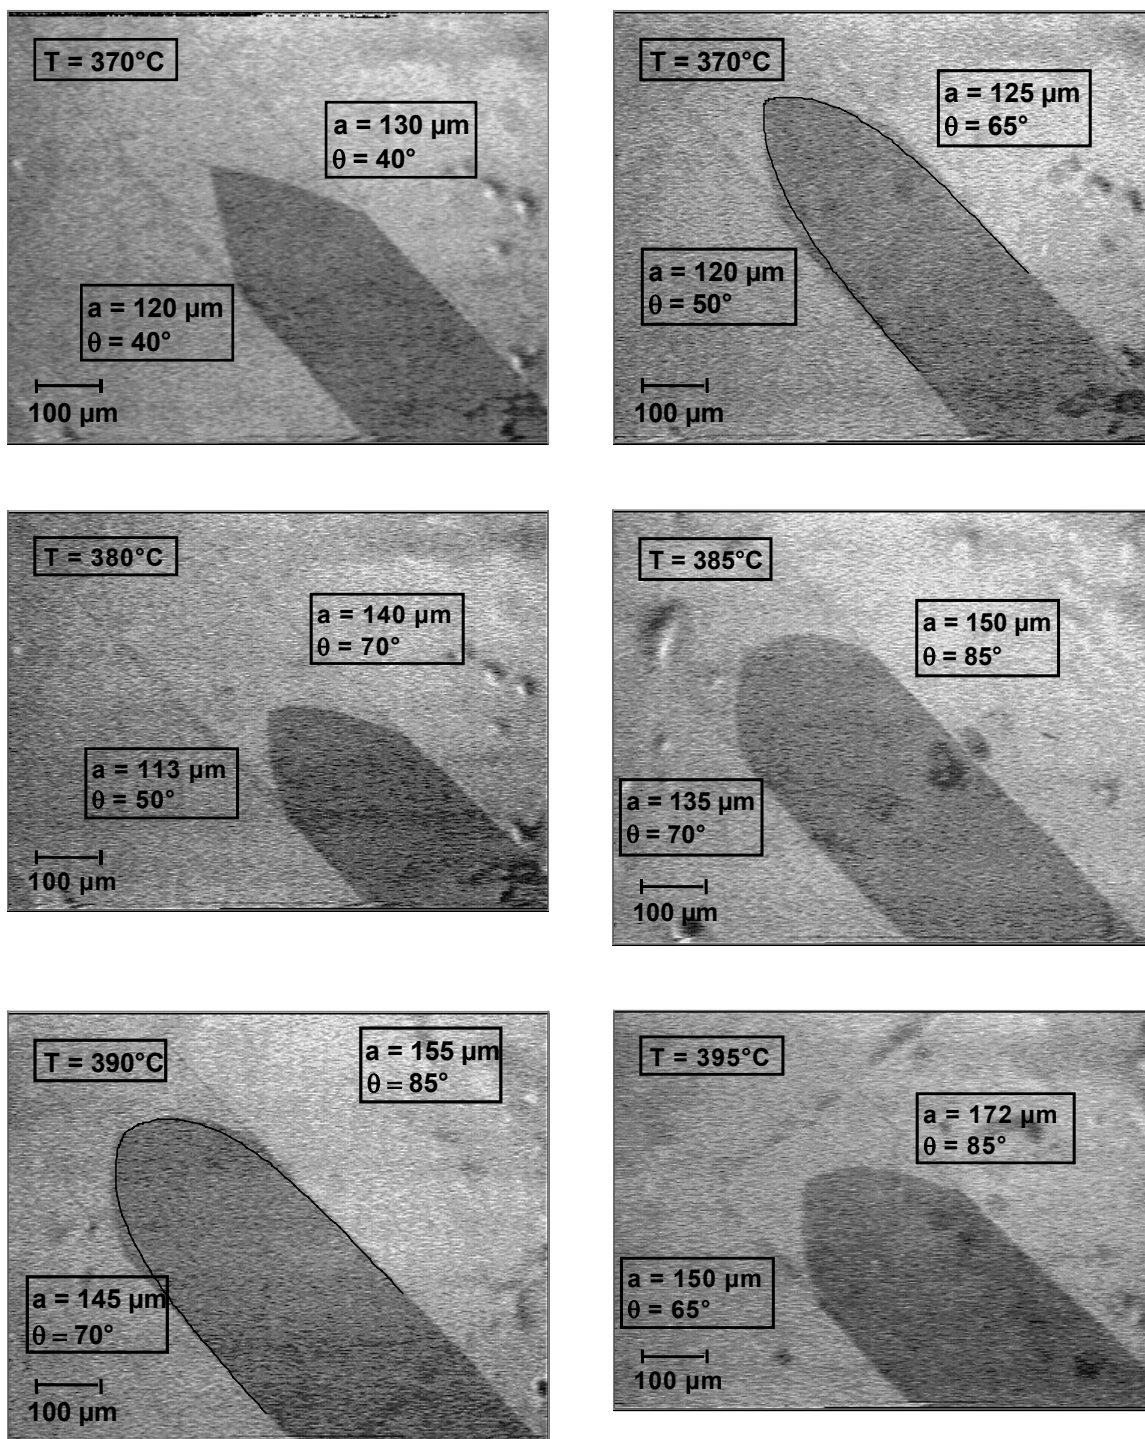 T = 370°C
a = 130 µm
θ = 40°
a = 120 µm
θ = 40°
100 µm
T = 370°C
a = 125 µm
θ = 65°
a = 120 µm
θ = 50°
100 µm
T = 380°C
a = 140 µm
θ = 70°
a = 113 µm
θ = 50°
100 µm
T = 385°C
a = 150 µm
θ = 85°
a = 135 µm
θ = 70°
100 µm
T = 390°C
a = 155 µm
θ = 85°
a = 145 µm
θ = 70°
100 µm
T = 395°C
a = 172 µm
θ = 85°
a = 150 µm
θ = 65°
100 µm